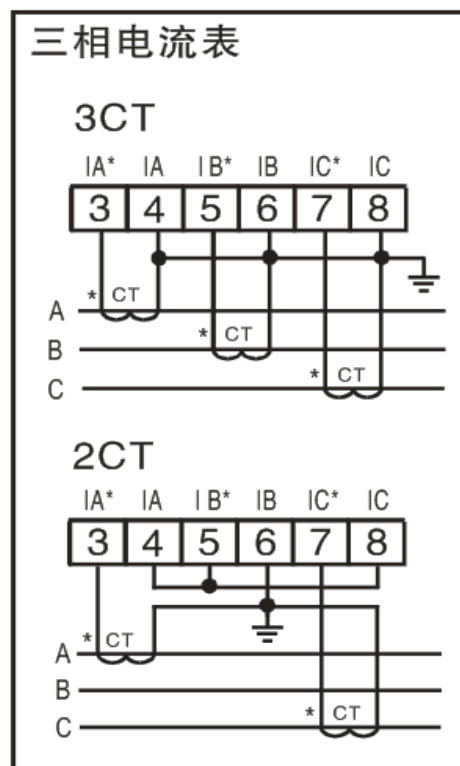 三相电流表
3CT
IA* IA IB* IB IC* IC
3 4 5 6 7 8
* CT
A
* CT
B
* CT
C
2CT
IA* IA IB* IB IC* IC
3 4 5 6 7 8
* CT
A
B
* CT
C